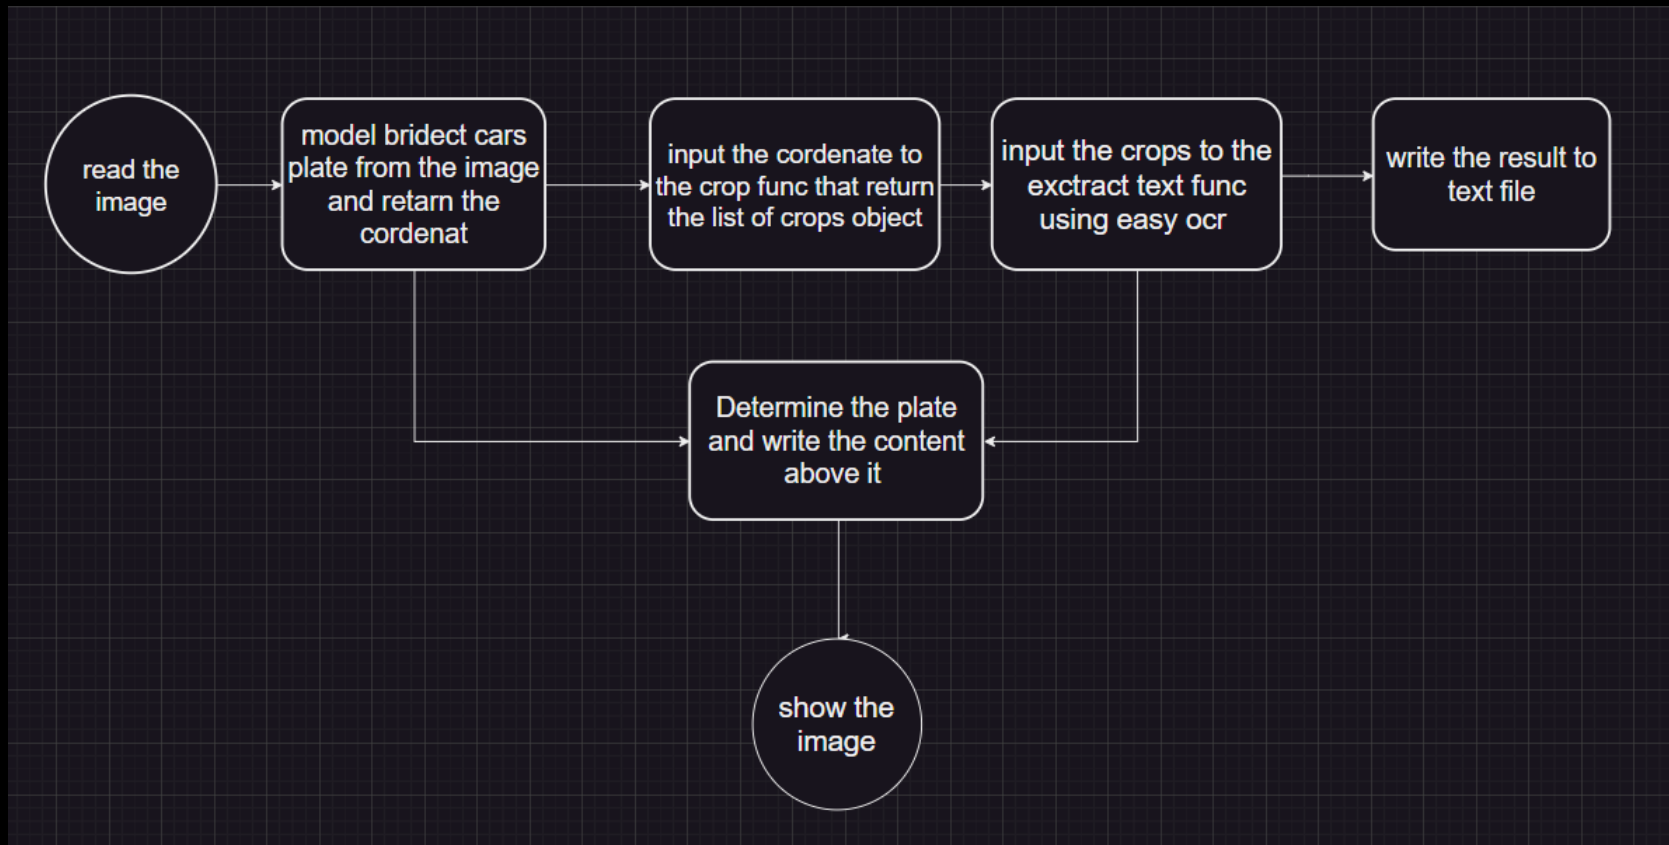 read the
image
model bridect cars
plate from the image
and retarn the
cordenat
input the cordenate to
the crop func that return
the list of crops object
input the crops to the
exctract text func
using easy ocr
write the result to
text file
Determine the plate
and write the content
above it
show the
image